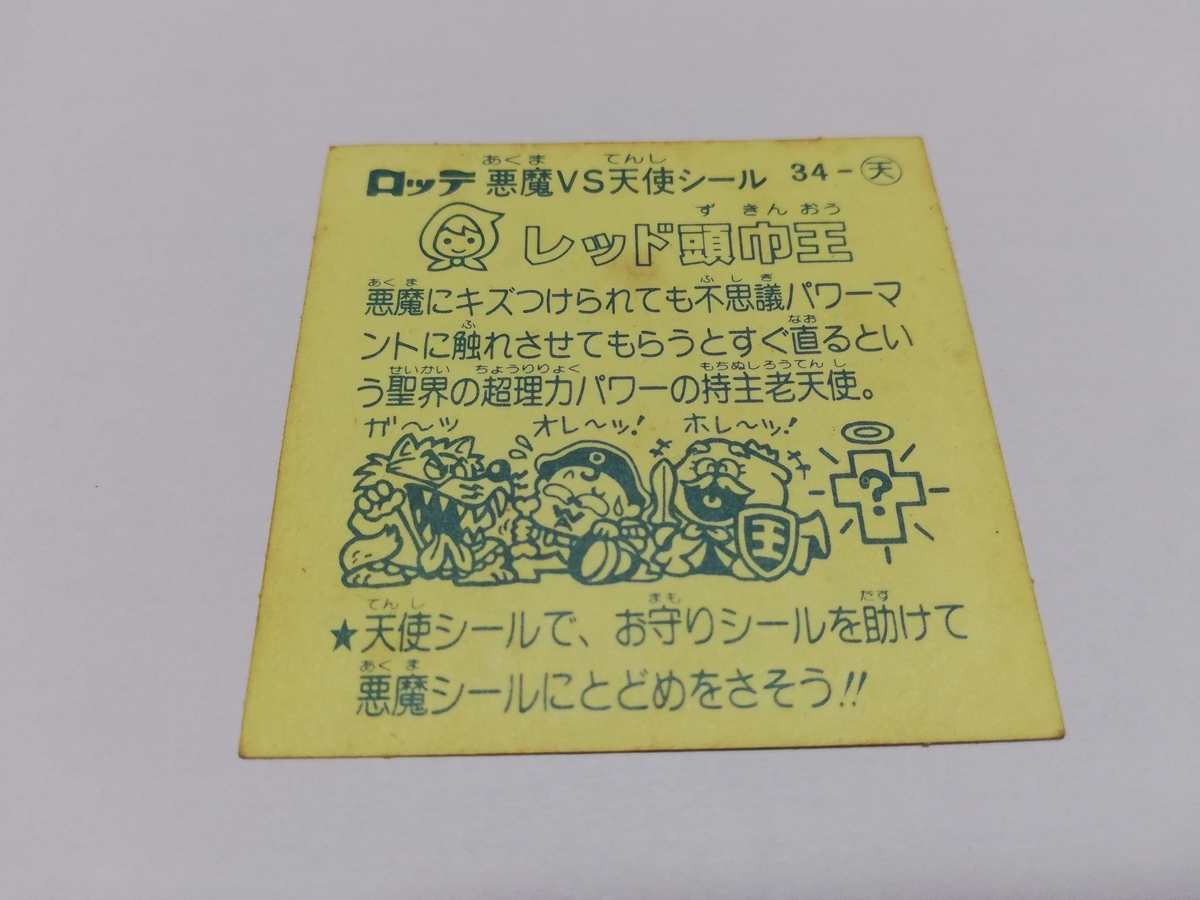 あくま てんし
ロッテ 悪魔VS天使シール 34-天
ずきんおう
レッド頭巾王
あくま ふしぎ
悪魔にキズつけられても不思議パワーマ
ふ なお
ントに触れさせてもらうとすぐ直るとい
せいかい ちょうりりょく もちぬしろうてんし
う聖界の超理力パワーの持主老天使。
ガ〜ッ オレ〜ッ! ホレ〜ッ!
王 ?
てんし まも たす
★天使シールで、お守りシールを助けて
あくま
悪魔シールにとどめをさそう!!